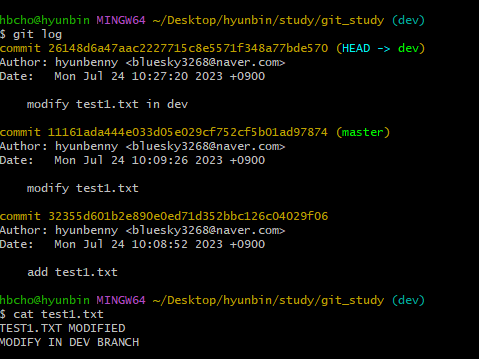 hbcho@hyunbin MINGW64 ~/Desktop/hyunbin/study/git_study (dev)
$ git log
commit 26148d6a47aac2227715c8e5571f348a77bde570 (HEAD -> dev)
Author: hyunbenny <bluesky3268@naver.com>
Date:   Mon Jul 24 10:27:20 2023 +0900

    modify test1.txt in dev

commit 11161ada444e033d05e029cf752cf5b01ad97874 (master)
Author: hyunbenny <bluesky3268@naver.com>
Date:   Mon Jul 24 10:09:26 2023 +0900

    modify test1.txt

commit 32355d601b2e890e0ed71d352bbc126c04029f06
Author: hyunbenny <bluesky3268@naver.com>
Date:   Mon Jul 24 10:08:52 2023 +0900

    add test1.txt

hbcho@hyunbin MINGW64 ~/Desktop/hyunbin/study/git_study (dev)
$ cat test1.txt
TEST1.TXT MODIFIED
MODIFY IN DEV BRANCH